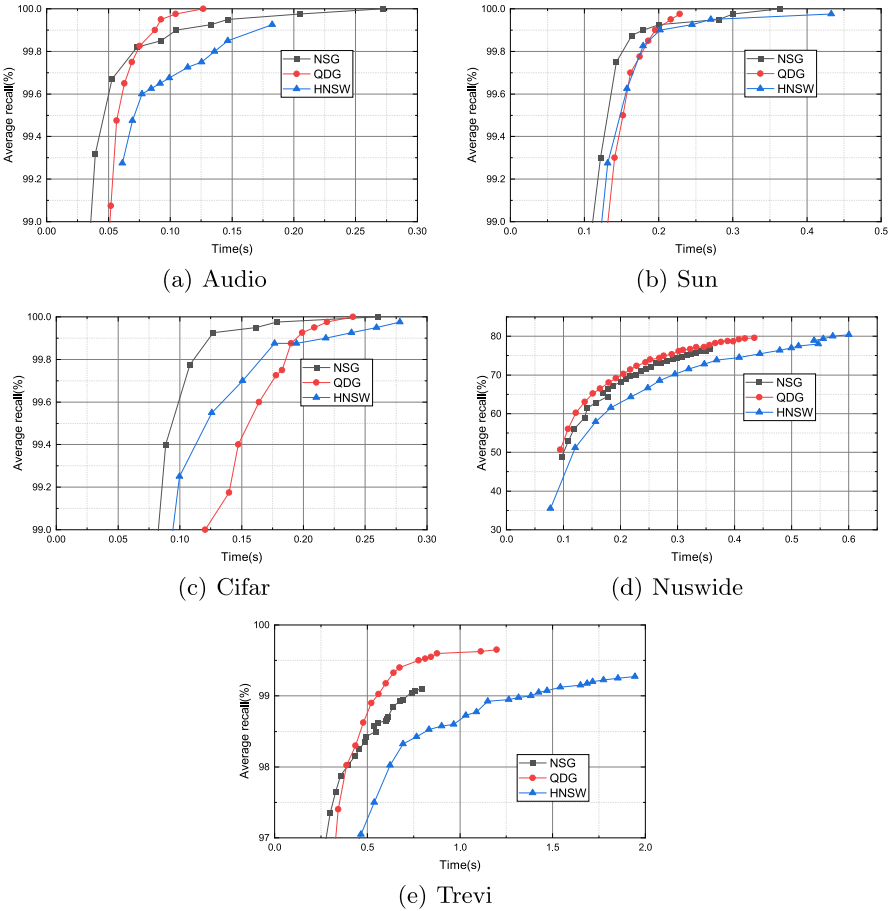 100.0
99.8
99.6
99.4
99.2
99.0
Average recall(%)
NSG
QDG
HNSW
0.00 0.05 0.10 0.15 0.20 0.25 0.30
Time(s)
(a) Audio
100.0
99.8
99.6
99.4
99.2
99.0
Average recall(%)
NSG
QDG
HNSW
0.0 0.1 0.2 0.3 0.4 0.5
Time(s)
(b) Sun
100.0
99.8
99.6
99.4
99.2
99.0
Average recall(%)
NSG
QDG
HNSW
0.00 0.05 0.10 0.15 0.20 0.25 0.30
Time(s)
(c) Cifar
80
70
60
50
40
30
Average recall(%)
NSG
QDG
HNSW
0.1 0.2 0.3 0.4 0.5 0.6
Time(s)
(d) Nuswide
100
99
98
97
Average recall(%)
NSG
QDG
HNSW
0.5 1.0 1.5 2.0
Time(s)
(e) Trevi